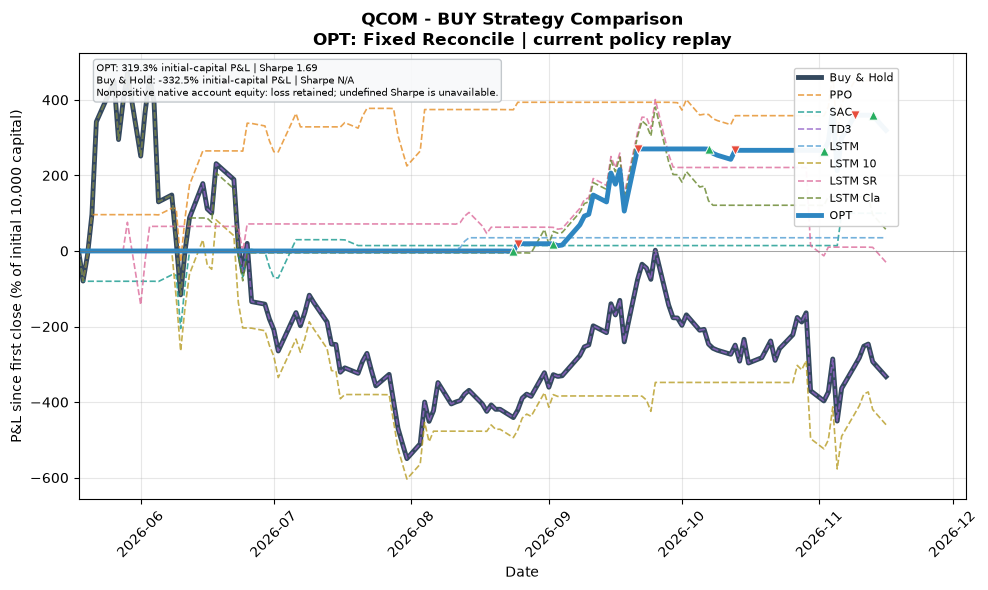 QCOM - BUY Strategy Comparison
OPT: Fixed Reconcile | current policy replay
OPT: 319.3% initial-capital P&L | Sharpe 1.69
Buy & Hold: -332.5% initial-capital P&L | Sharpe N/A
Nonpositive native account equity: loss retained; undefined Sharpe is unavailable.
Buy & Hold
PPO
SAC
TD3
LSTM
LSTM 10
LSTM SR
LSTM Cla
OPT
P&L since first close (% of initial 10,000 capital)
400
200
0
−200
−400
−600
2026-06
2026-07
2026-08
2026-09
2026-10
2026-11
2026-12
Date